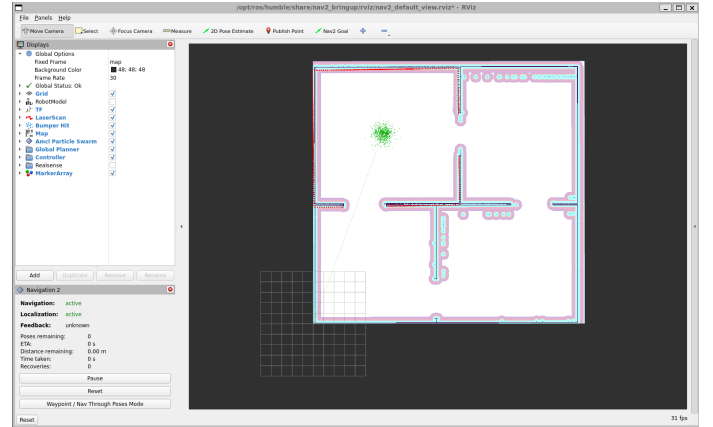 /opt/ros/humble/share/nav2_bringup/rviz/nav2_default_view.rviz* - RViz
File Panels Help
Move Camera Select Focus Camera Measure 2D Pose Estimate Publish Point Nav2 Goal
Displays
Global Options
Fixed Frame map
Background Color 48; 48; 48
Frame Rate 30
Global Status: Ok
Grid
RobotModel
TF
LaserScan
Bumper Hit
Map
Amcl Particle Swarm
Global Planner
Controller
Realsense
MarkerArray
Add Duplicate Remove Rename
Navigation 2
Navigation: active
Localization: active
Feedback: unknown
Poses remaining: 0
ETA: 0 s
Distance remaining: 0.00 m
Time taken: 0 s
Recoveries: 0
Pause
Reset
Waypoint / Nav Through Poses Mode
Reset 31 fps